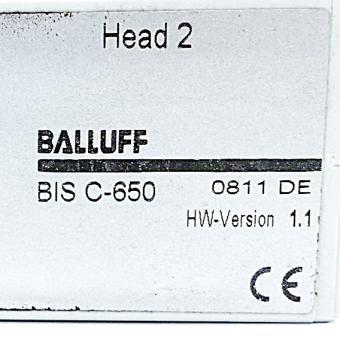 Head 2
BALLUFF
BIS C-650 0811 DE
HW-Version 1.1
CE